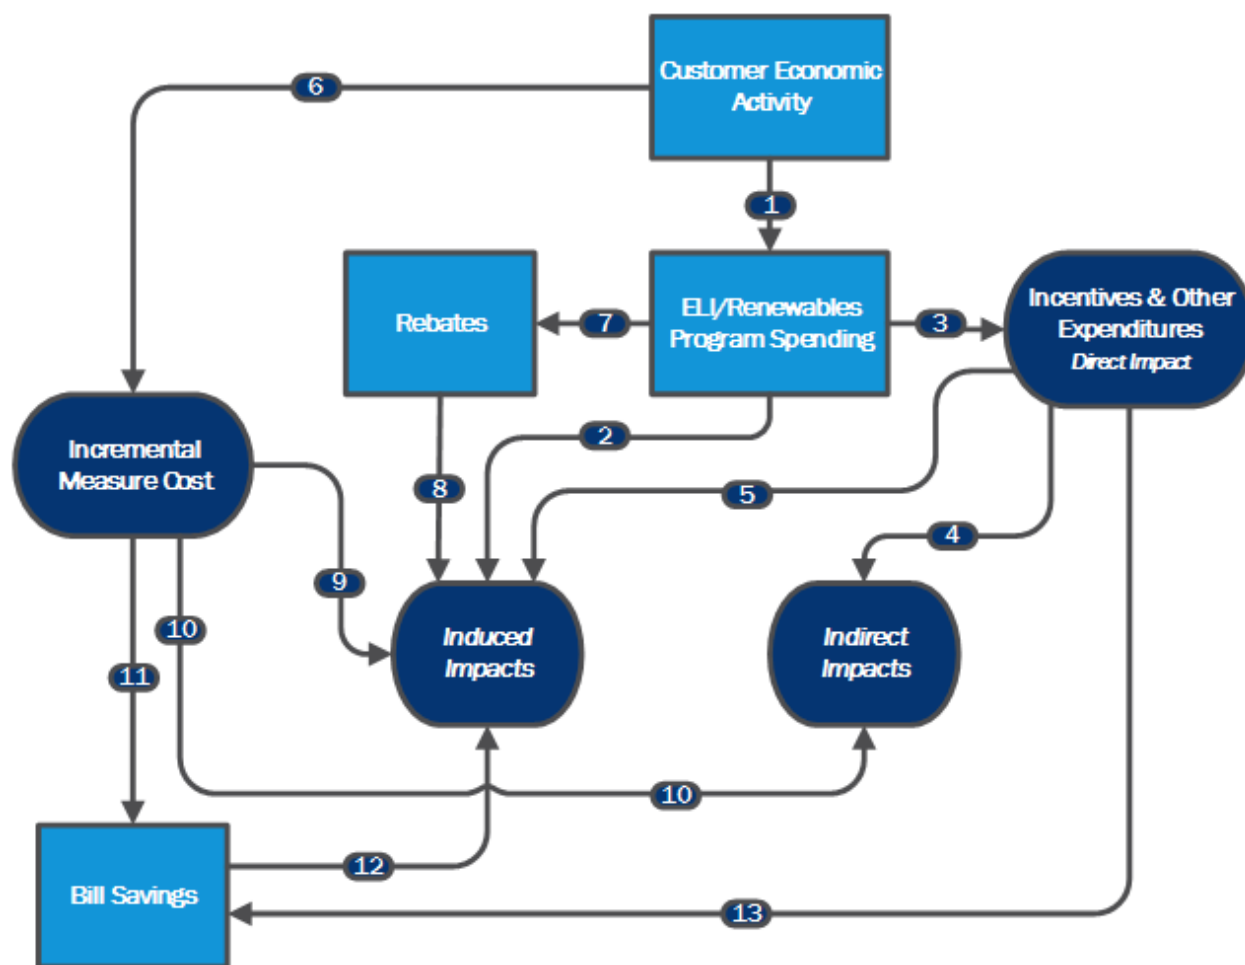 Customer Economic
Activity
6
1
Rebates
7
ELI/Renewables
Program Spending
3
Incentives & Other
Expenditures
Direct Impact
Incremental
Measure Cost
2
8
5
4
9
10
11
Induced
Impacts
Indirect
Impacts
10
12
Bill Savings
13